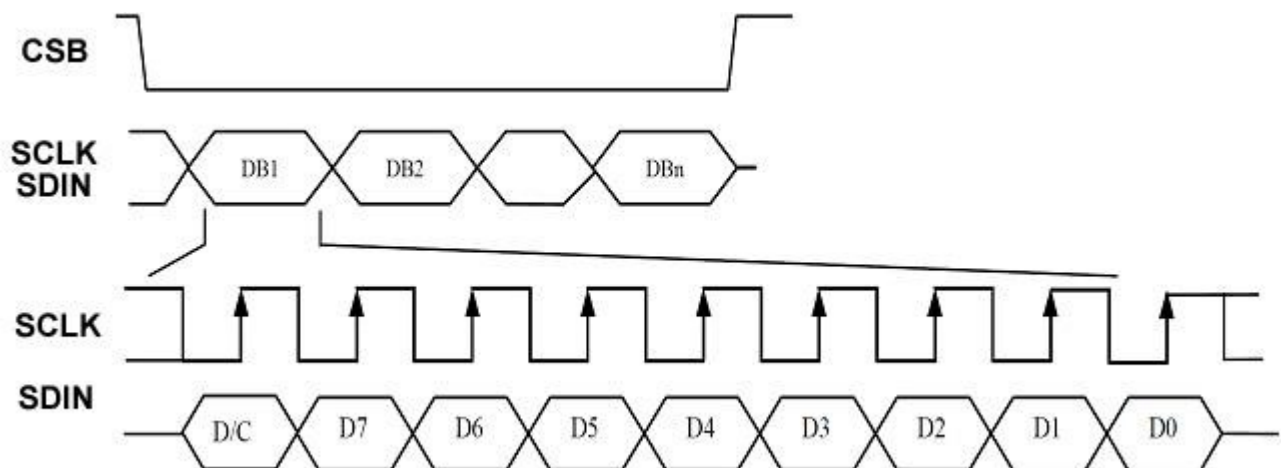 CSB
SCLK
SDIN
DB1 DB2 DBn
SCLK
SDIN
D/C D7 D6 D5 D4 D3 D2 D1 D0